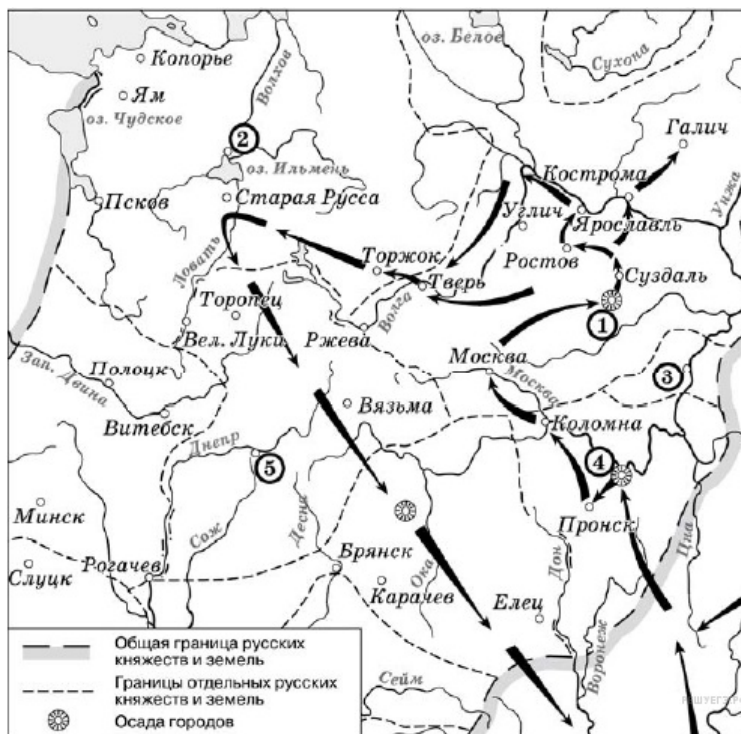 оз. Белое
Сухона
Копорье
Волхов
Ям
оз. Чудское
Галич
2
оз. Ильмень
Кострома
Унжа
Псков
Старая Русса
Углич
Ярославль
Ловать
Торжок
Ростов
Суздаль
Тверь
Торопец
Волга
1
Вел. Луки
Ржева
Москва
Зап. Двина
Полоцк
Москва
3
Вязьма
Витебск
Коломна
Днепр
5
4
Минск
Пронск
Сож
Десна
Цна
Слуцк
Рогачев
Брянск
Ока
Дон
Карачев
Елец
Воронеж
Сейм
Общая граница русских
княжеств и земель
Границы отдельных русских
княжеств и земель
Осада городов